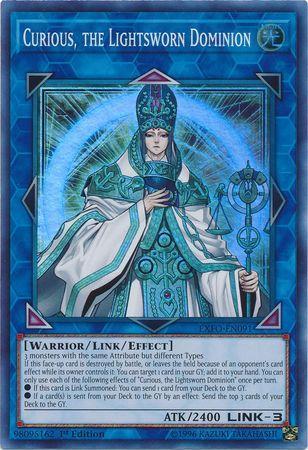 CURIOUS, THE LIGHTSWORN DOMINION
EXFO-EN091
[WARRIOR/LINK/EFFECT]
3 monsters with the same Attribute but different Types
If this face-up card is destroyed by battle, or leaves the field because of an opponent's card
effect while its owner controls it: You can target 1 card in your GY; add it to your hand. You can
only use each of the following effects of "Curious, the Lightsworn Dominion" once per turn.
● If this card is Link Summoned: You can send 1 card from your Deck to the GY.
● If a card(s) is sent from your Deck to the GY by an effect: Send the top 3 cards of your
Deck to the GY.
ATK/2400 LINK-3
98095162 1st Edition ©1996 KAZUKI TAKAHASHI